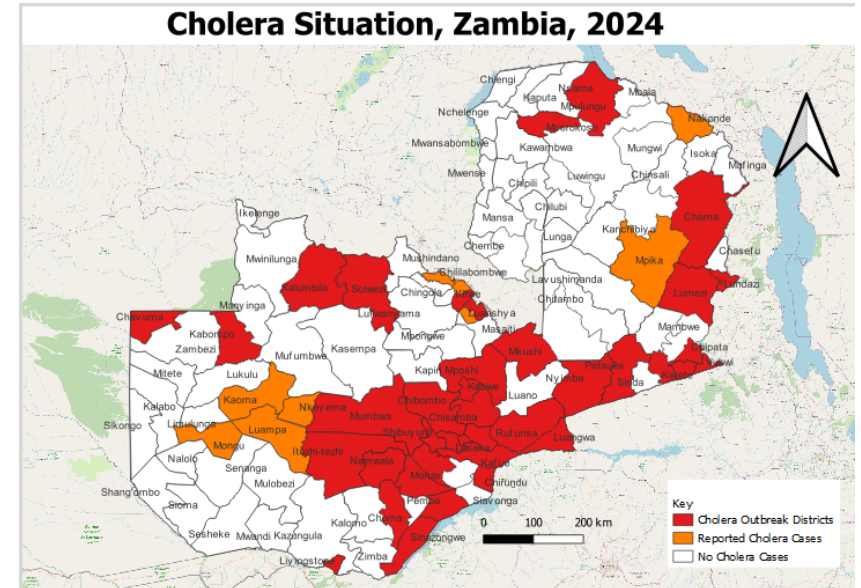 Cholera Situation, Zambia, 2024
Chiengi
Nsama
Kaputa
Mpulungu
Mbala
Nchelenge
Nakonde
Mporokoso
Mwansabombwe
Kawambwa
Mungwi
Isoka
Mafinga
Mwense
Luwingu
Chinsali
Chipili
Chilubi
Mansa
Chama
Kanchibiya
Lunga
Ikelenge
Chembe
Mpika
Chasefu
Mwinilunga
Mushindano
Lavushimanda
Lundazi
Chililabombwe
Kalumbila
Solwezi
Chingola
Kitwe
Lumezi
Chitambo
Manyinga
Lufwanyama
Luanshya
Chavuma
Masaiti
Mambwe
Kabompo
Mpongwe
Zambezi
Mufumbwe
Kasempa
Mkushi
Chipata
Mitete
Lukulu
Kapiri
Mposhi
Petauke
Nyimba
Sinda
Katete
Kabwe
Luano
Kalabo
Kaoma
Nkeyema
Chibombo
Mumbwa
Chisamba
Sikongo
Limulunga
Luampa
Shibuyunji
Rufunsa
Luangwa
Mongu
Itezhi-tezhi
Lusaka
Nalolo
Namwala
Kafue
Senanga
Monze
Mulobezi
Chirundu
Shang'ombo
Pemba
Siavonga
Sioma
Choma
Kalomo
Sesheke
Mwandi
Kazungula
Sinazongwe
Zimba
Livingstone
0 100 200 km
Key
Cholera Outbreak Districts
Reported Cholera Cases
No Cholera Cases